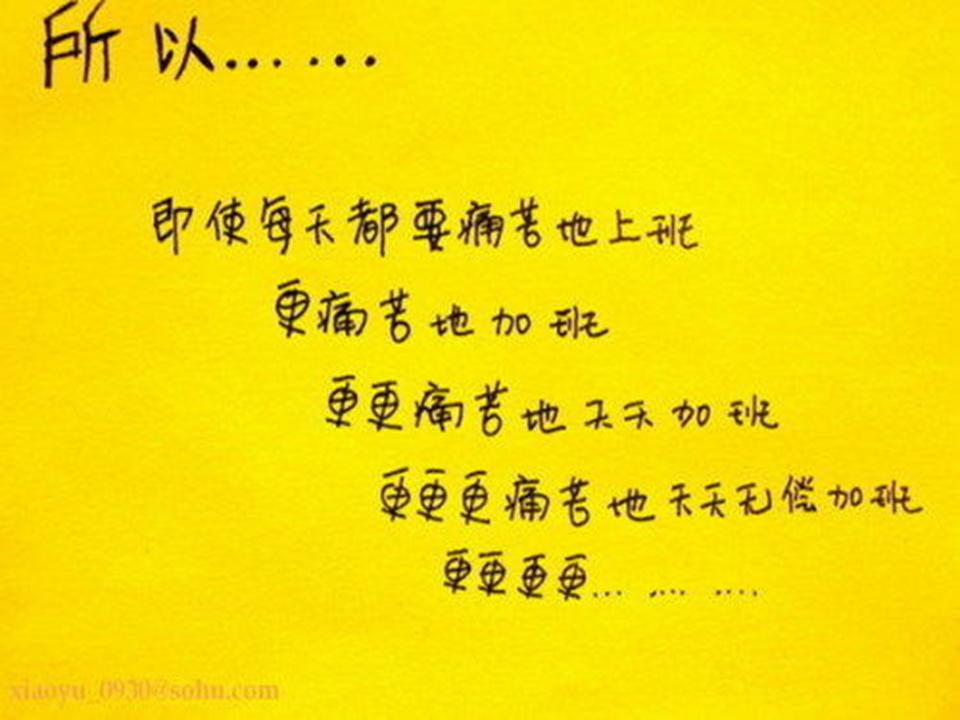 所以……
即使每天都要痛苦地上班
更痛苦地加班
更更痛苦地天天加班
更更更痛苦地天天无偿加班
更更更更… … …
xiaoyu_0930@sohu.com